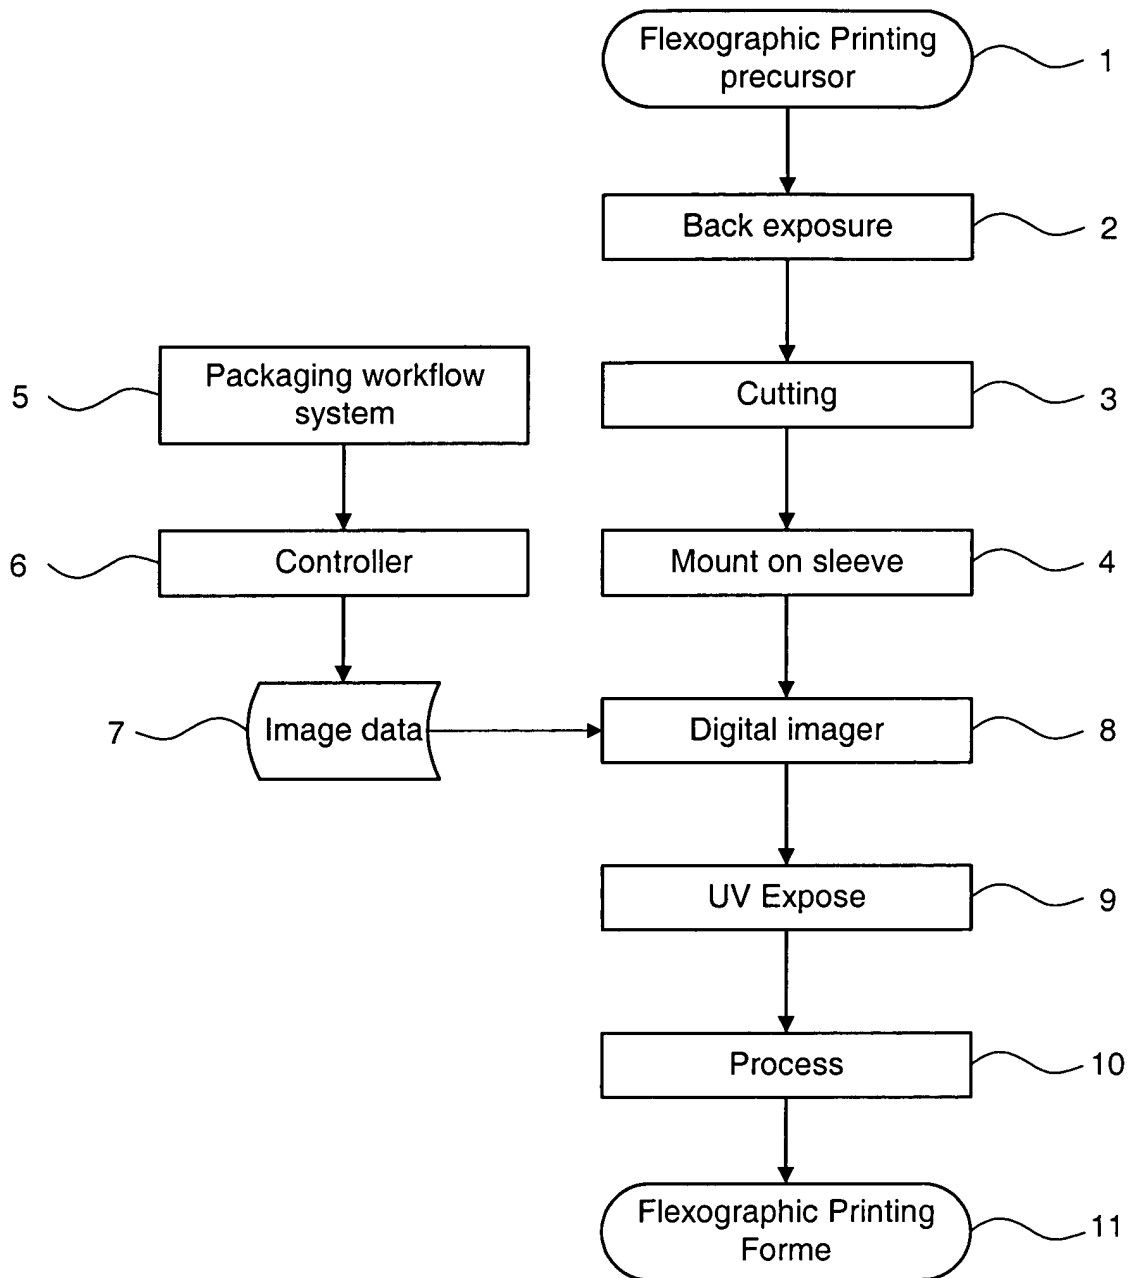 Flexographic Printing
precursor
1
Back exposure
2
Cutting
3
Packaging workflow
system
5
Controller
6
Mount on sleeve
4
Image data
7
Digital imager
8
UV Expose
9
Process
10
Flexographic Printing
Forme
11